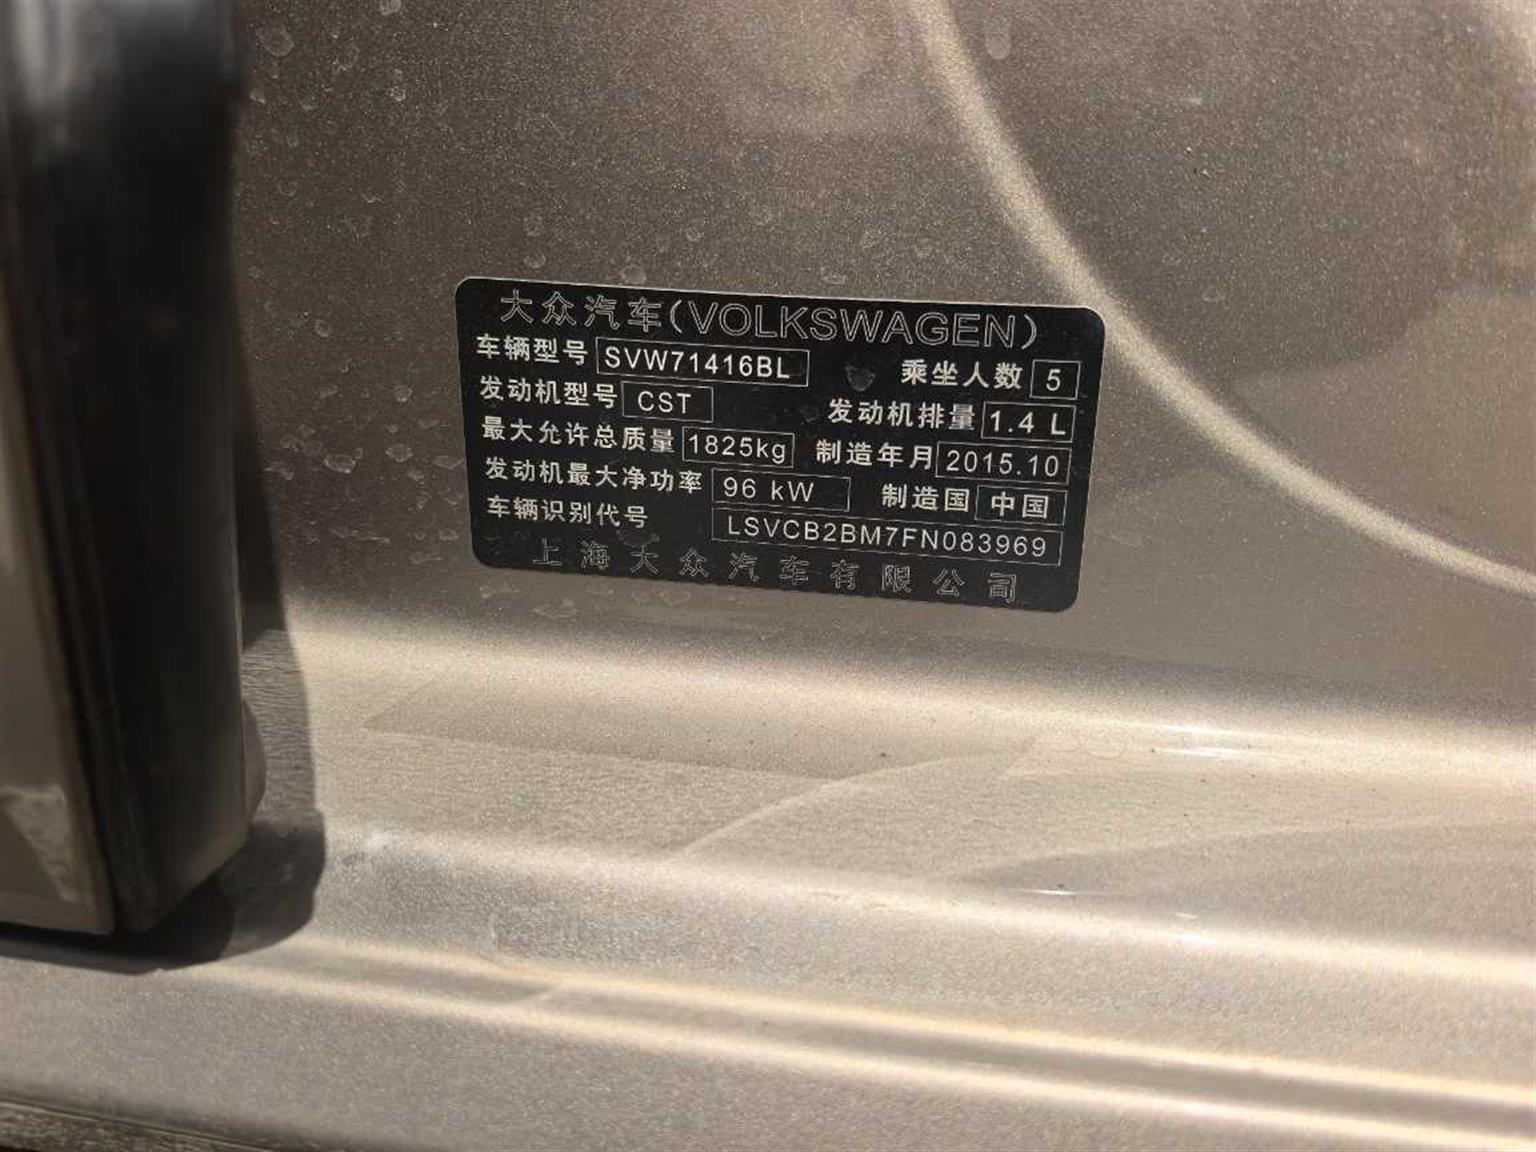 大众汽车(VOLKSWAGEN)
车辆型号 SVW71416BL 乘坐人数 5
发动机型号 CST 发动机排量 1.4 L
最大允许总质量 1825kg 制造年月 2015.10
发动机最大净功率 96 kW 制造国 中国
车辆识别代号 LSVCB2BM7FN083969
上海大众汽车有限公司